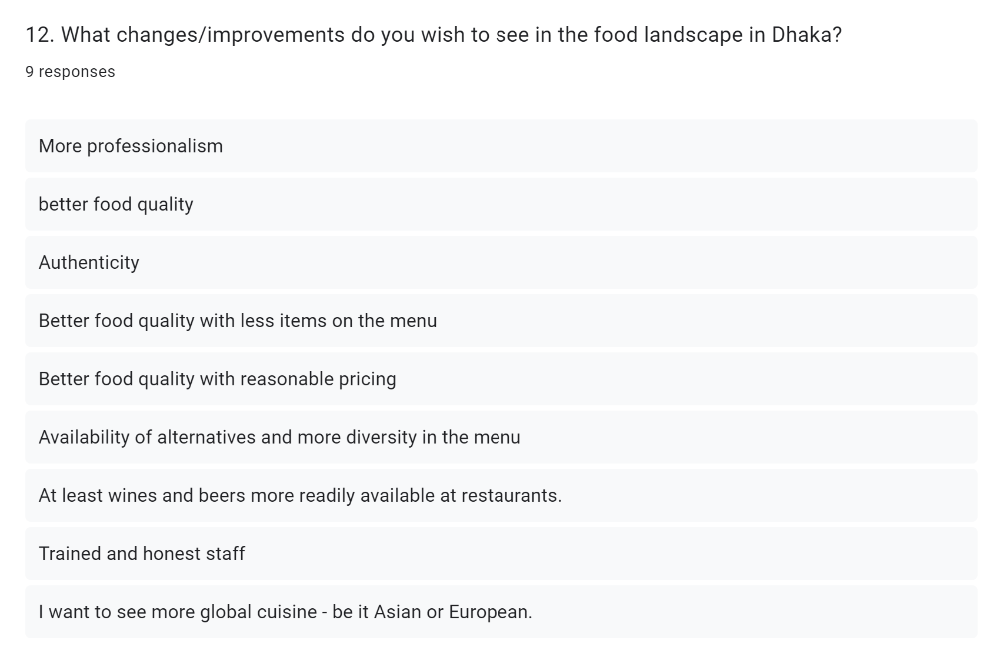 12. What changes/improvements do you wish to see in the food landscape in Dhaka?
9 responses
More professionalism
better food quality
Authenticity
Better food quality with less items on the menu
Better food quality with reasonable pricing
Availability of alternatives and more diversity in the menu
At least wines and beers more readily available at restaurants.
Trained and honest staff
I want to see more global cuisine - be it Asian or European.